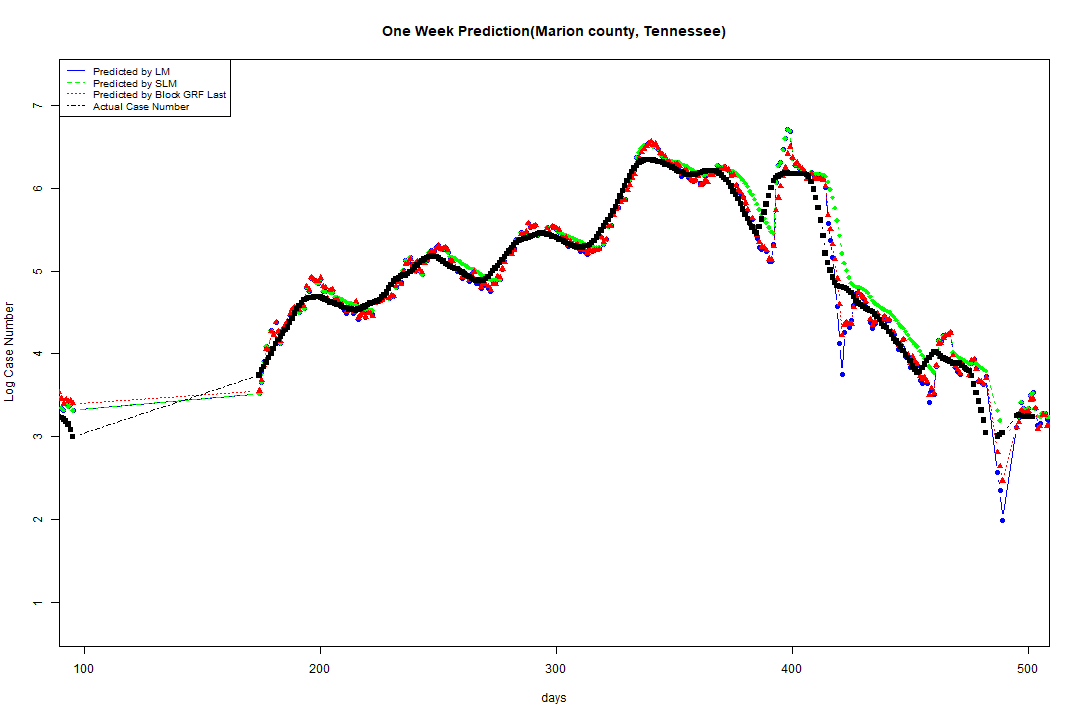 One Week Prediction(Marion county, Tennessee)
Predicted by LM
Predicted by SLM
Predicted by Block GRF Last
Actual Case Number
7
6
5
4
3
2
1
Log Case Number
100 200 300 400 500
days